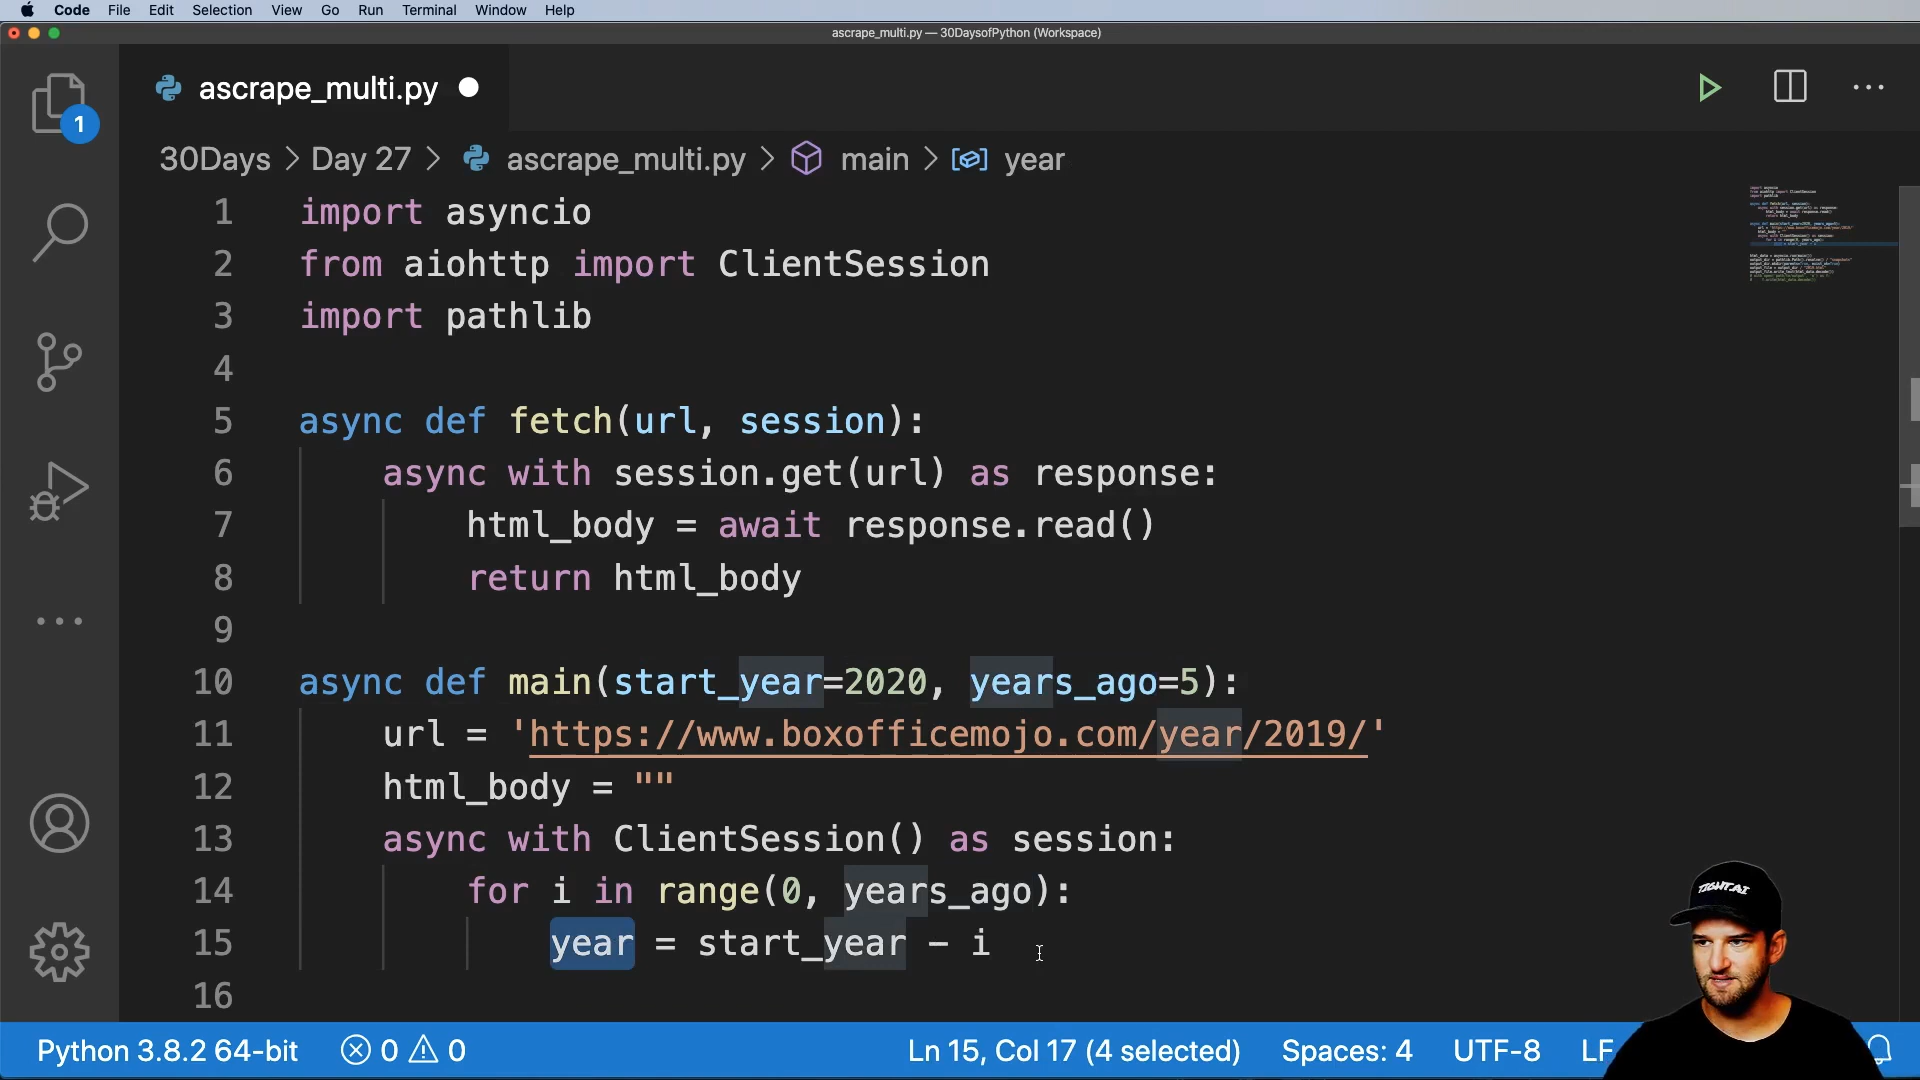 Code File Edit Selection View Go Run Terminal Window Help
ascrape_multi.py — 30DaysofPython (Workspace)
ascrape_multi.py
1
30Days > Day 27 > ascrape_multi.py > main > year
1 import asyncio
2 from aiohttp import ClientSession
3 import pathlib
4
5 async def fetch(url, session):
6 async with session.get(url) as response:
7 html_body = await response.read()
8 return html_body
9
10 async def main(start_year=2020, years_ago=5):
11 url = 'https://www.boxofficemojo.com/year/2019/'
12 html_body = ""
13 async with ClientSession() as session:
14 for i in range(0, years_ago):
15 year = start_year - i
16
TIGHT.AI
Python 3.8.2 64-bit 0 0 Ln 15, Col 17 (4 selected) Spaces: 4 UTF-8 LF